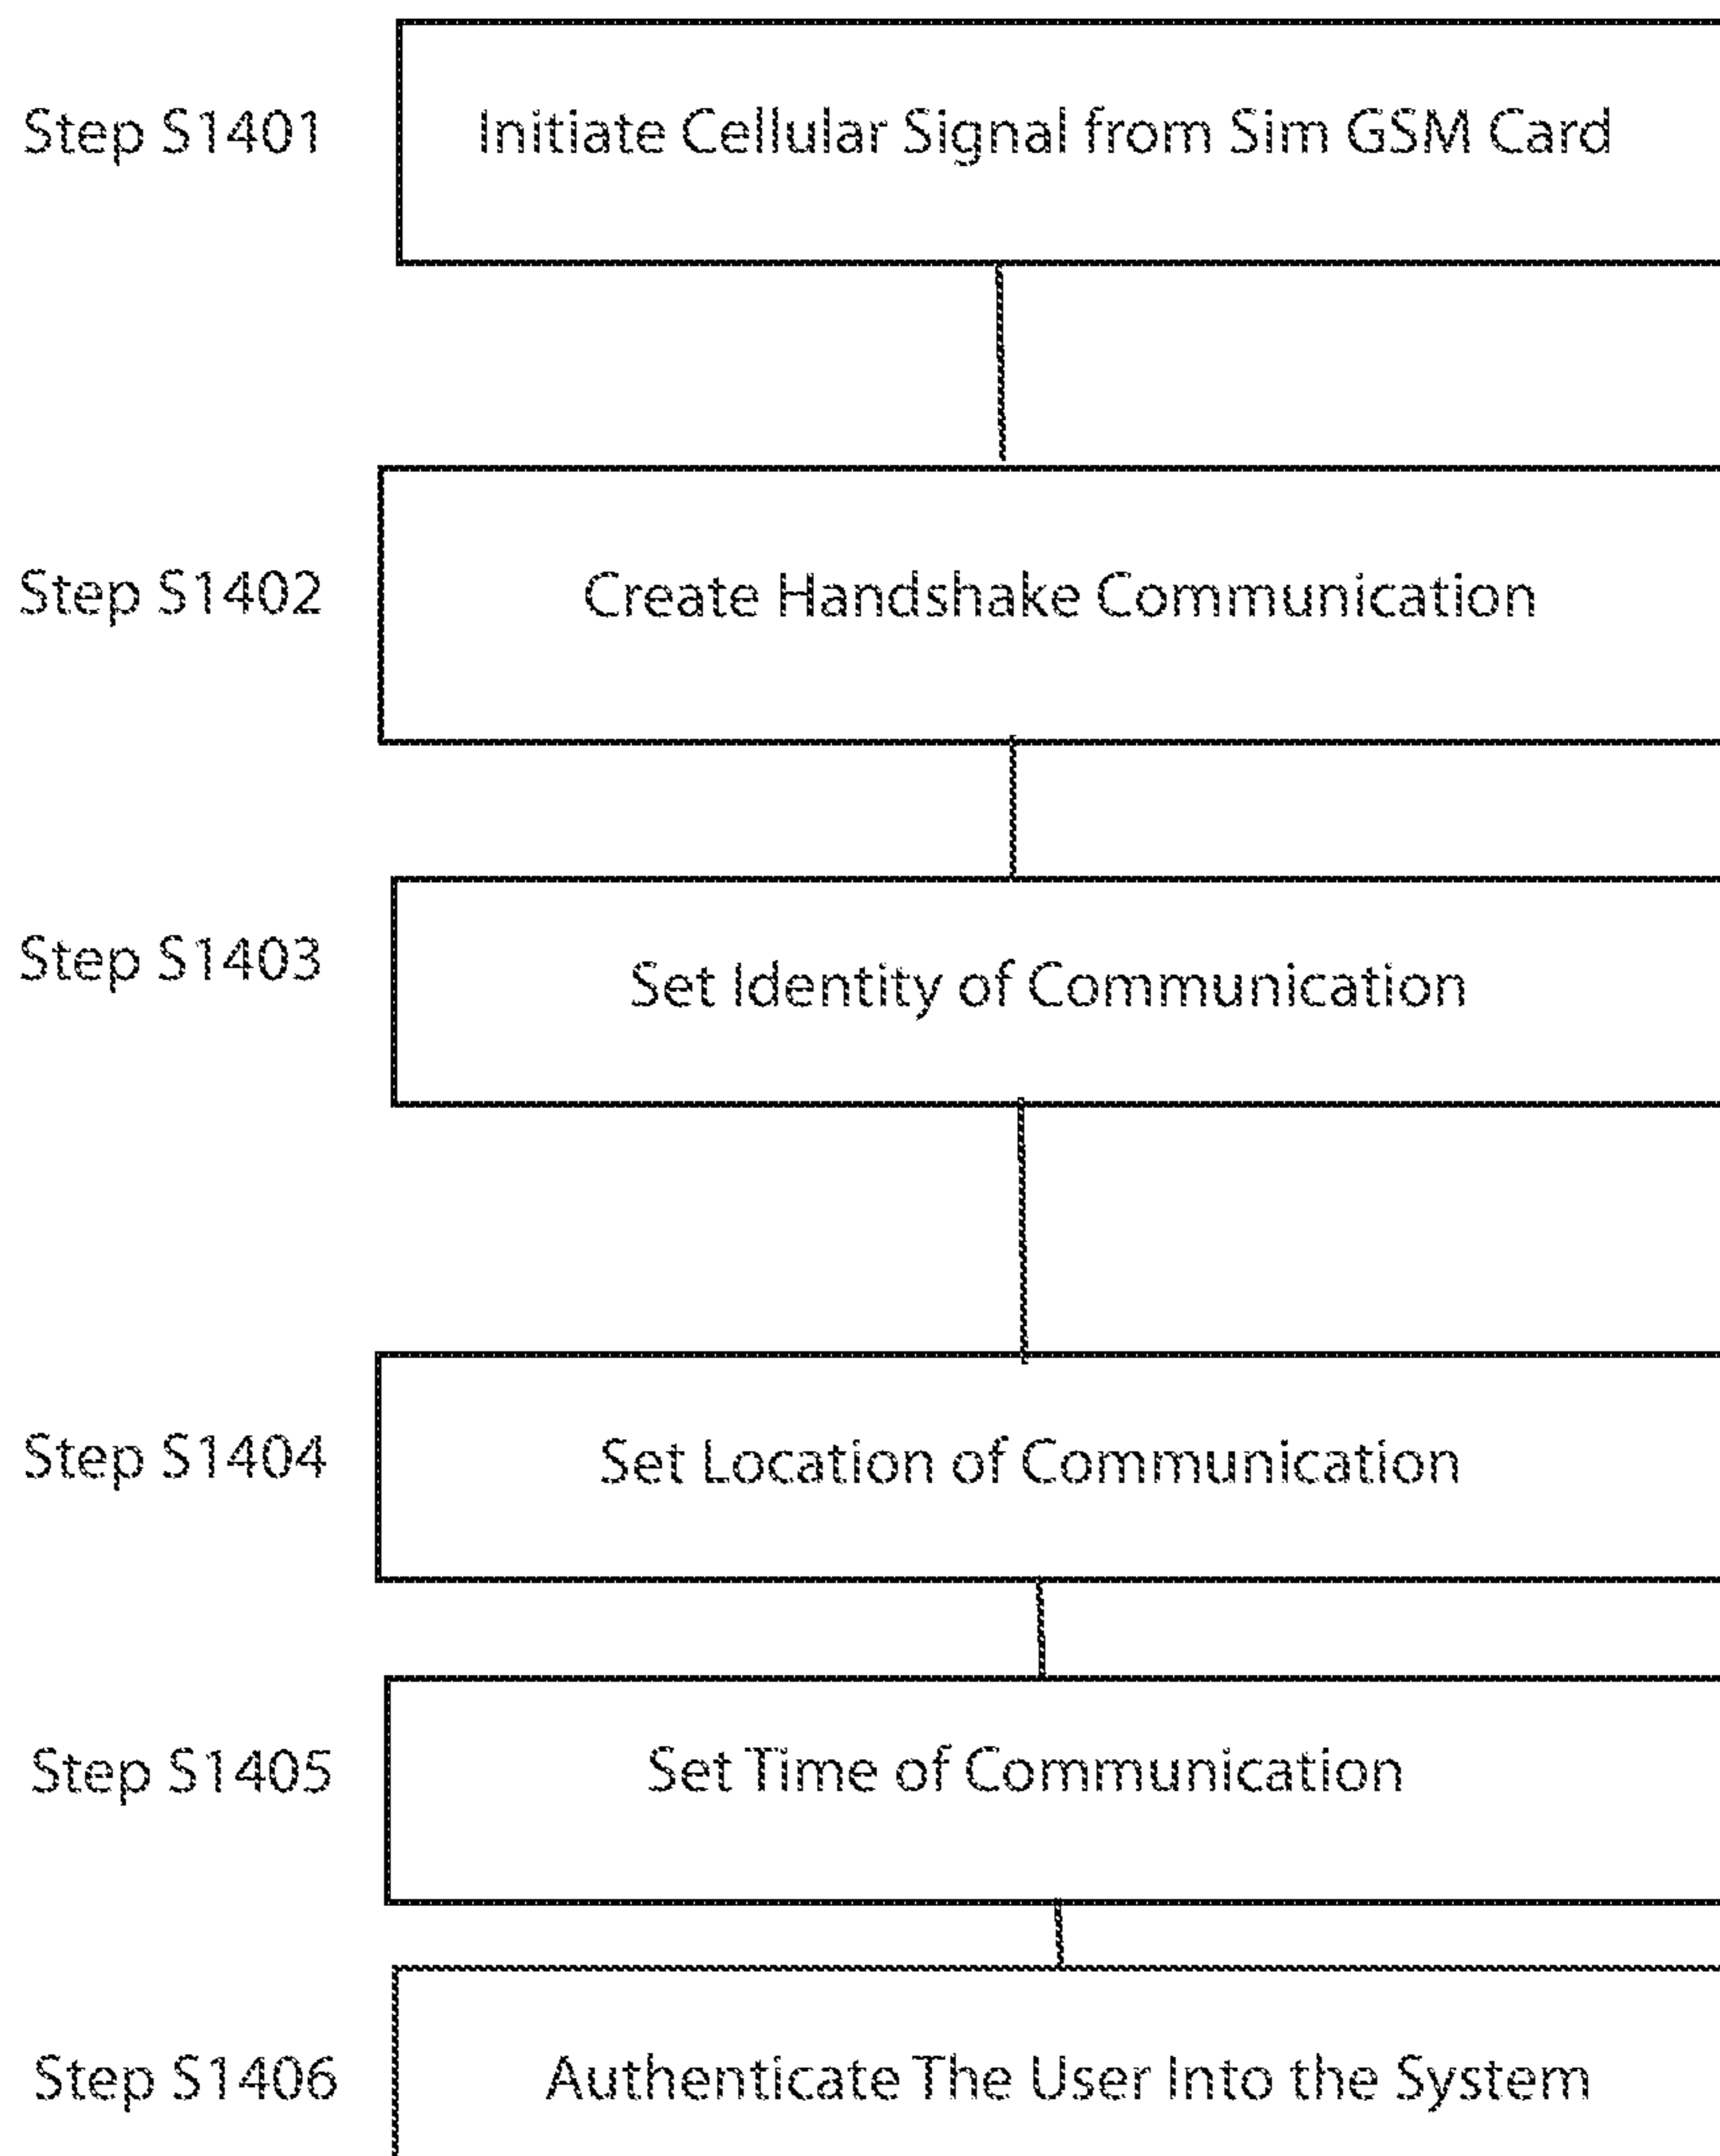 Step S1401 Initiate Cellular Signal from Sim GSM Card
Step S1402 Create Handshake Communication
Step S1403 Set Identity of Communication
Step S1404 Set Location of Communication
Step S1405 Set Time of Communication
Step S1406 Authenticate The User Into the System